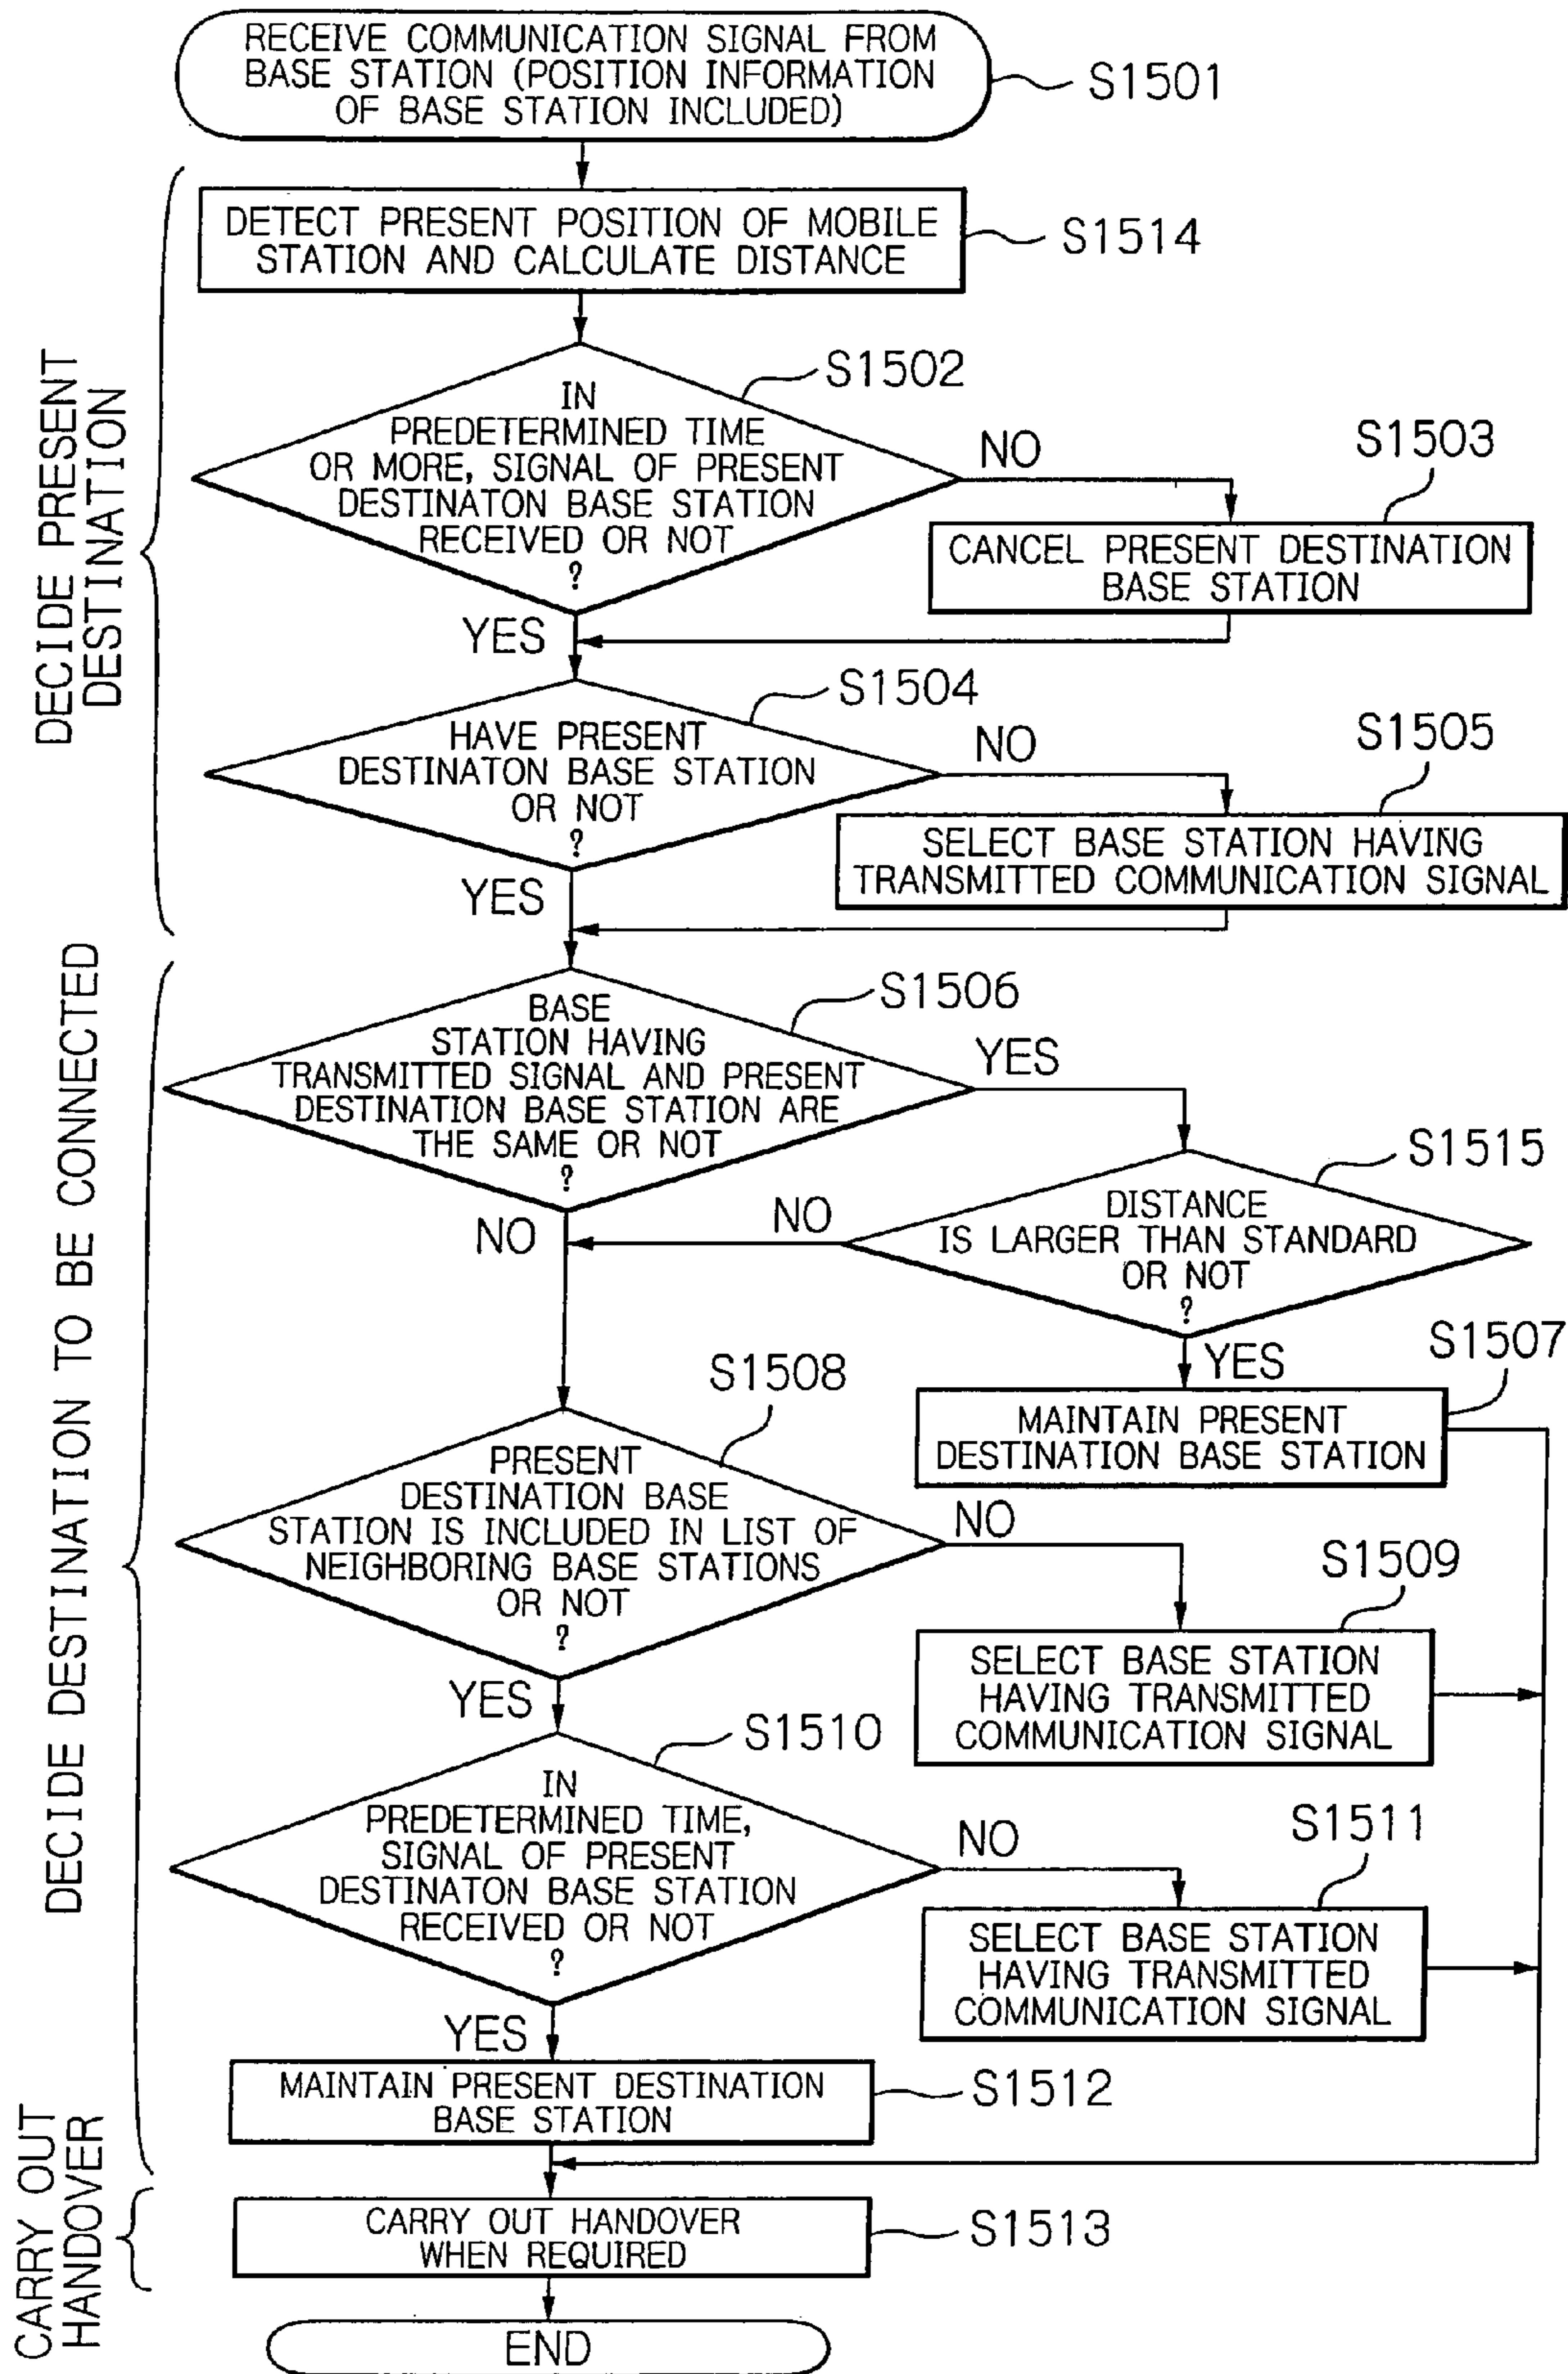 RECEIVE COMMUNICATION SIGNAL FROM
BASE STATION (POSITION INFORMATION
OF BASE STATION INCLUDED)
S1501
DECIDE PRESENT
DESTINATION
DETECT PRESENT POSITION OF MOBILE
STATION AND CALCULATE DISTANCE
S1514
S1502
IN
PREDETERMINED TIME
OR MORE, SIGNAL OF PRESENT
DESTINATON BASE STATION
RECEIVED OR NOT
?
NO
S1503
CANCEL PRESENT DESTINATION
BASE STATION
YES
S1504
HAVE PRESENT
DESTINATON BASE STATION
OR NOT
?
NO
S1505
SELECT BASE STATION HAVING
TRANSMITTED COMMUNICATION SIGNAL
YES
DECIDE DESTINATION TO BE CONNECTED
S1506
BASE
STATION HAVING
TRANSMITTED SIGNAL AND PRESENT
DESTINATION BASE STATION ARE
THE SAME OR NOT
?
YES
S1515
DISTANCE
IS LARGER THAN STANDARD
OR NOT
?
NO
NO
YES
S1507
MAINTAIN PRESENT
DESTINATION BASE STATION
S1508
PRESENT
DESTINATION BASE
STATION IS INCLUDED IN LIST OF
NEIGHBORING BASE STATIONS
OR NOT
?
NO
S1509
SELECT BASE STATION
HAVING TRANSMITTED
COMMUNICATION SIGNAL
YES
S1510
IN
PREDETERMINED TIME,
SIGNAL OF PRESENT
DESTINATON BASE STATION
RECEIVED OR NOT
?
NO
S1511
SELECT BASE STATION
HAVING TRANSMITTED
COMMUNICATION SIGNAL
YES
MAINTAIN PRESENT DESTINATION
BASE STATION
S1512
CARRY OUT
HANDOVER
CARRY OUT HANDOVER
WHEN REQUIRED
S1513
END